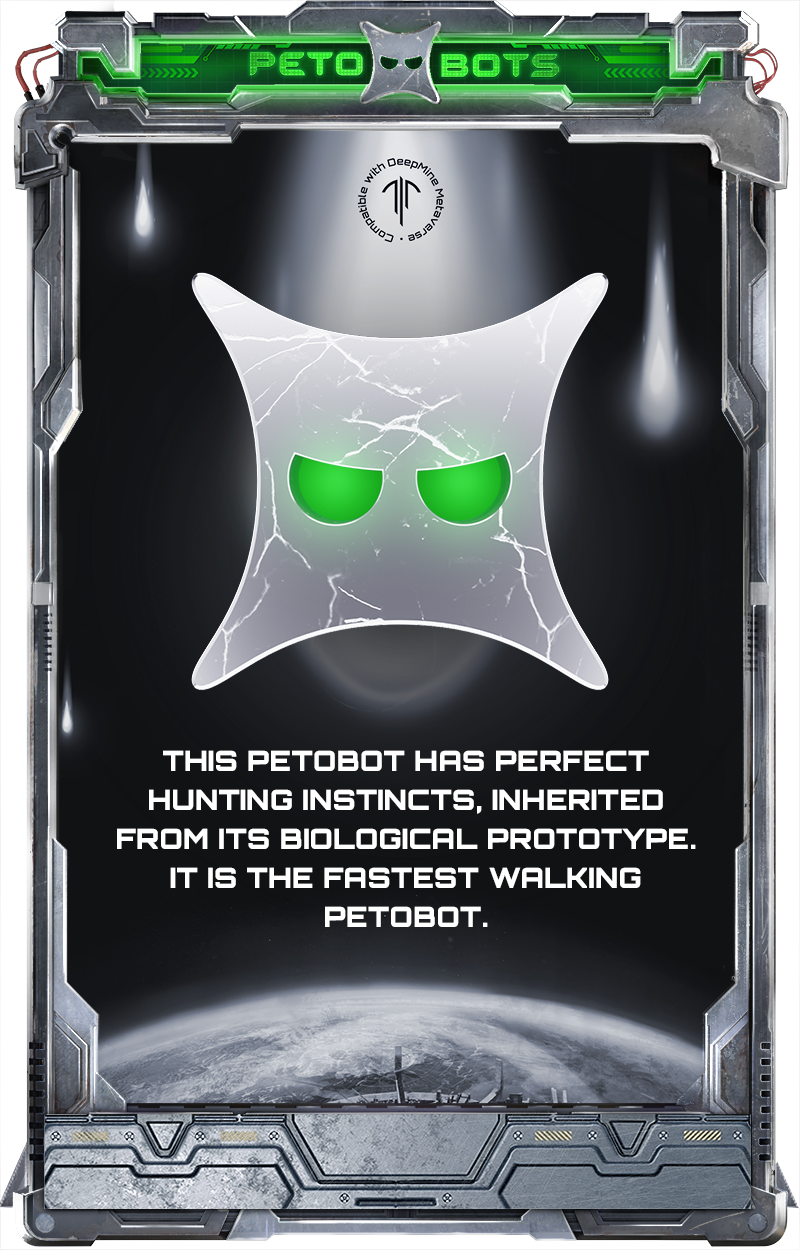 PETO BOTS
Compatible with DeepMine Metaverse •
THIS PETOBOT HAS PERFECT
HUNTING INSTINCTS, INHERITED
FROM ITS BIOLOGICAL PROTOTYPE.
IT IS THE FASTEST WALKING
PETOBOT.